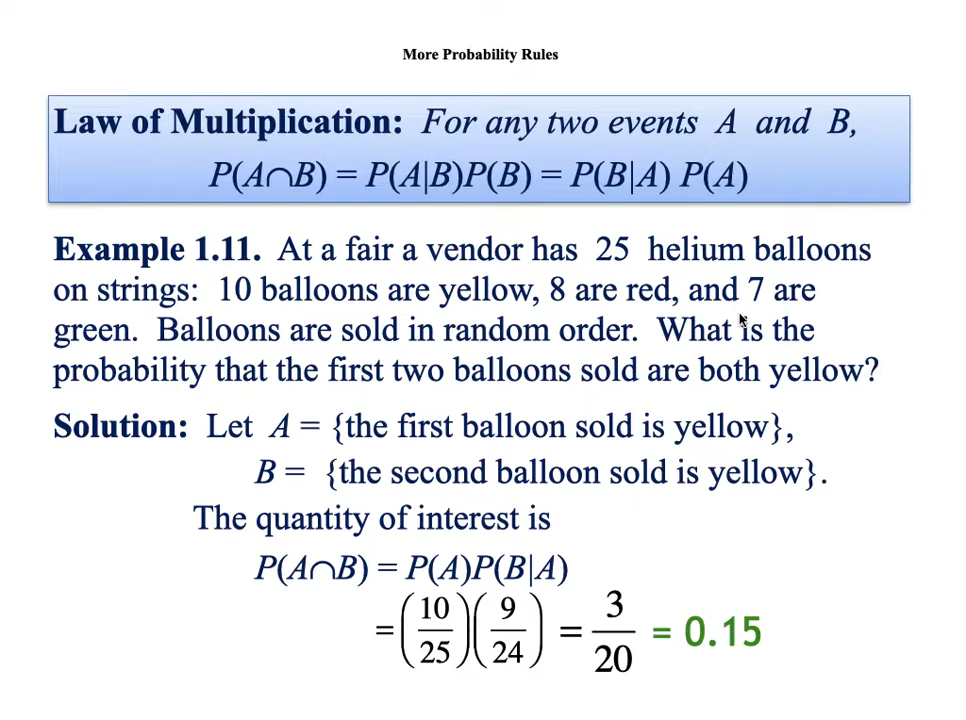 More Probability Rules
Law of Multiplication: For any two events A and B,
P(A∩B) = P(A|B)P(B) = P(B|A) P(A)
Example 1.11. At a fair a vendor has 25 helium balloons
on strings: 10 balloons are yellow, 8 are red, and 7 are
green. Balloons are sold in random order. What is the
probability that the first two balloons sold are both yellow?
Solution: Let A = {the first balloon sold is yellow},
B = {the second balloon sold is yellow}.
The quantity of interest is
P(A∩B) = P(A)P(B|A)
= (10/25)(9/24) = 3/20 = 0.15